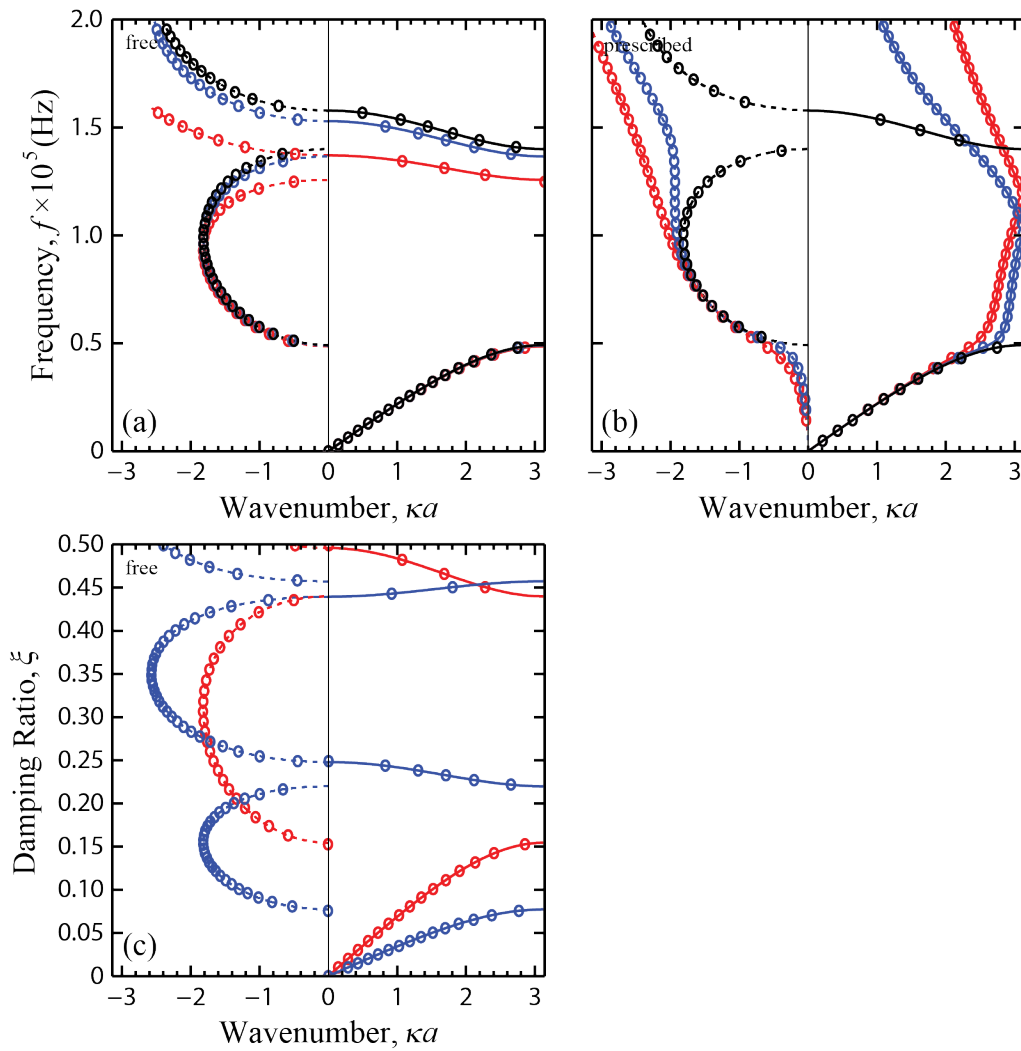 2.0
1.5
1.0
0.5
0
Frequency, f × 10⁵ (Hz)
free
(a)
−3 −2 −1 0 1 2 3
Wavenumber, κa
prescribed
(b)
−3 −2 −1 0 1 2 3
Wavenumber, κa
0.50
0.45
0.40
0.35
0.30
0.25
0.20
0.15
0.10
0.05
0
Damping Ratio, ξ
free
(c)
−3 −2 −1 0 1 2 3
Wavenumber, κa